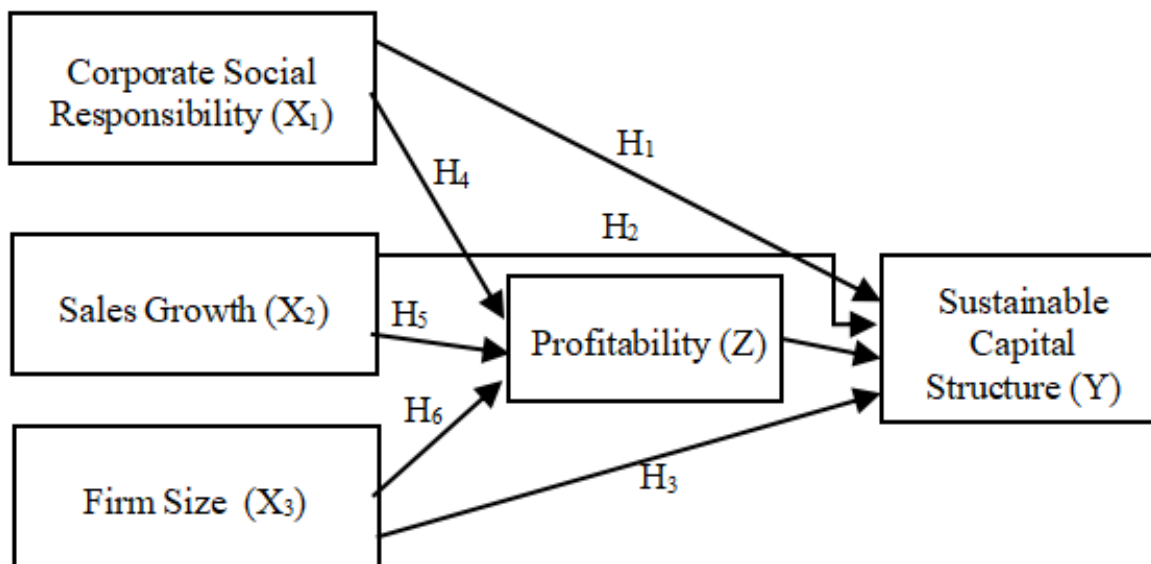 Corporate Social
Responsibility (X₁)
H₁
H₄
H₂
Sales Growth (X₂)
H₅
Profitability (Z)
Sustainable
Capital
Structure (Y)
H₆
H₃
Firm Size (X₃)